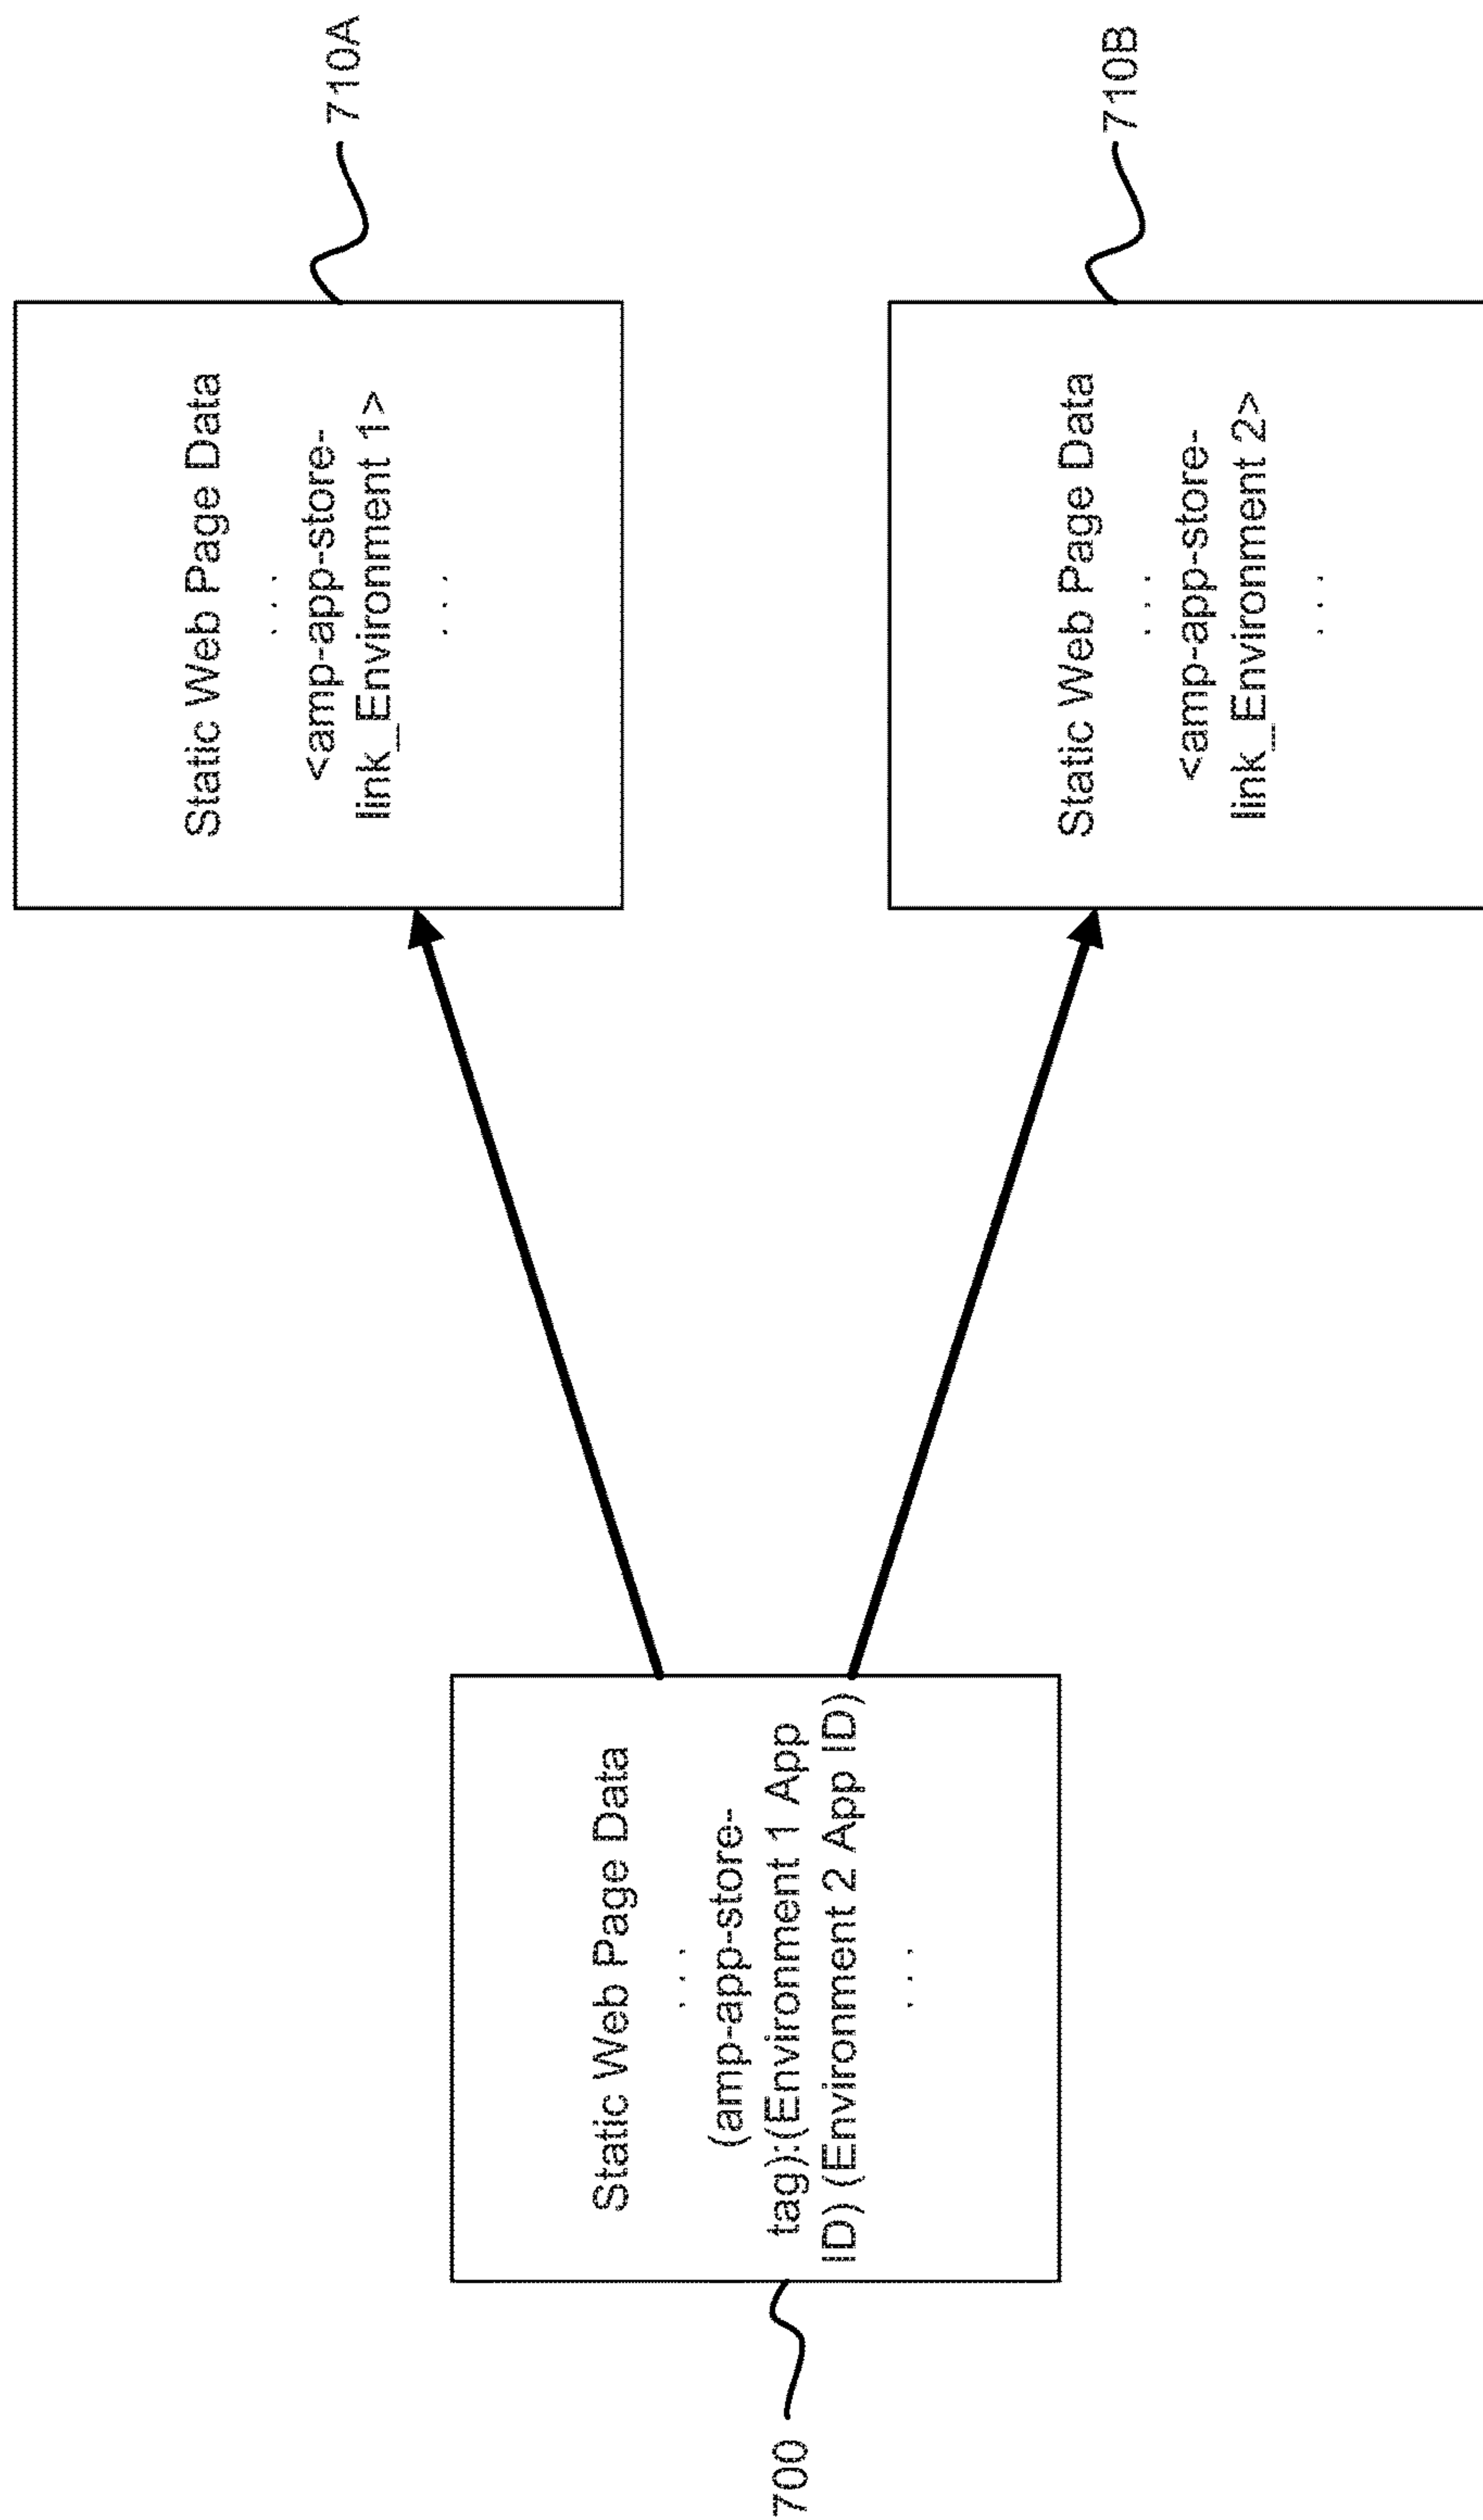 700
Static Web Page Data
. . .
(amp-app-store-
tag):(Environment 1 App
ID) (Environment 2 App ID)
. . .
710A
Static Web Page Data
. . .
<amp-app-store-
link_Environment 1>
. . .
710B
Static Web Page Data
. . .
<amp-app-store-
link_Environment 2>
. . .